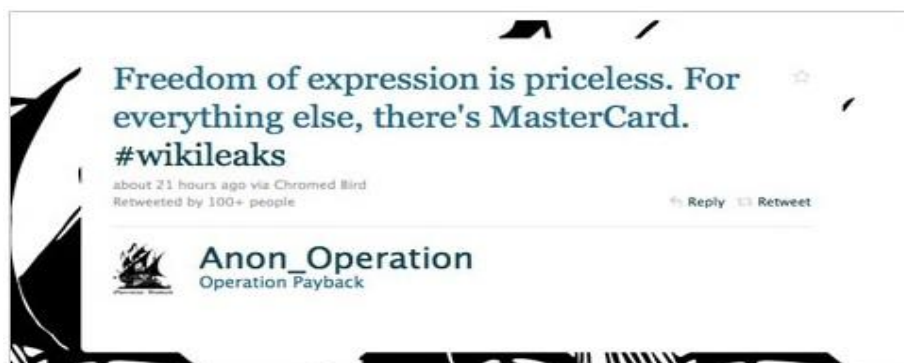 Freedom of expression is priceless. For
everything else, there's MasterCard.
#wikileaks
about 21 hours ago via Chromed Bird
Retweeted by 100+ people
Reply Retweet
Anon_Operation
Operation Payback